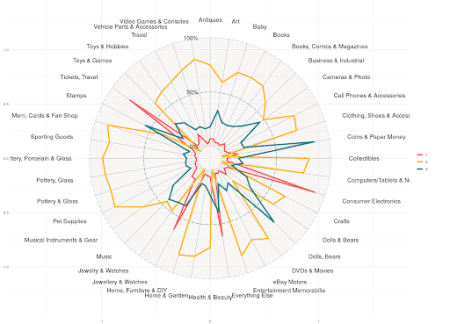 Antiques
Art
Baby
Books
Books, Comics & Magazines
Business & Industrial
Cameras & Photo
Cell Phones & Accessories
Clothing, Shoes & Access
Coins & Paper Money
Collectibles
Computers/Tablets & N
Consumer Electronics
Crafts
Dolls & Bears
Dolls, Bears
DVDs & Movies
eBay Motors
Entertainment Memorabilia
Everything Else
Health & Beauty
Home & Garden
Home, Furniture & DIY
Jewellery & Watches
Jewelry & Watches
Music
Musical Instruments & Gear
Pet Supplies
Pottery & Glass
Pottery, Glass
ttery, Porcelain & Glass
Sporting Goods
Mem, Cards & Fan Shop
Stamps
Tickets, Travel
Toys & Games
Toys & Hobbies
Travel
Vehicle Parts & Accessories
Video Games & Consoles
100%
50%